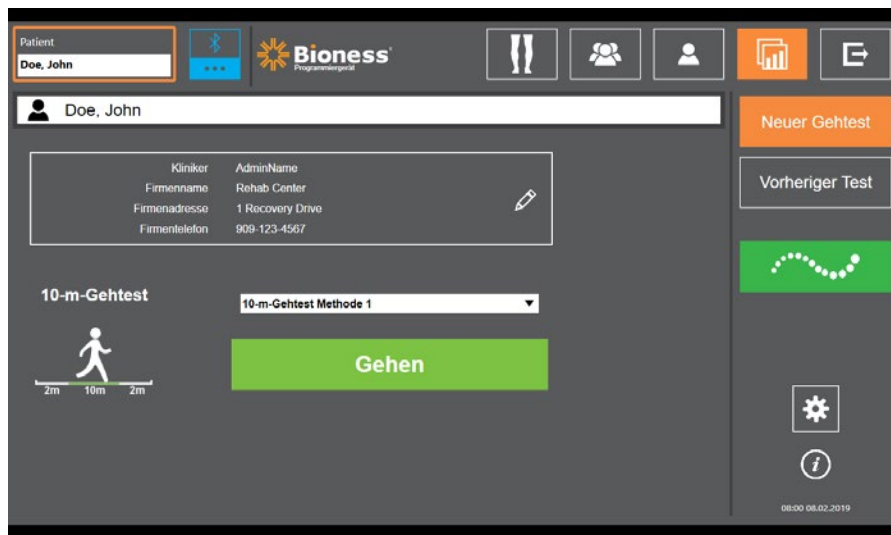 Patient
Doe, John
Bioness
Programmiergerät
Doe, John
Neuer Gehtest
Vorheriger Test
Kliniker AdminName
Firmenname Rehab Center
Firmenadresse 1 Recovery Drive
Firmentelefon 909-123-4567
10-m-Gehtest
10-m-Gehtest Methode 1
Gehen
2m 10m 2m
08:00 08.02.2019